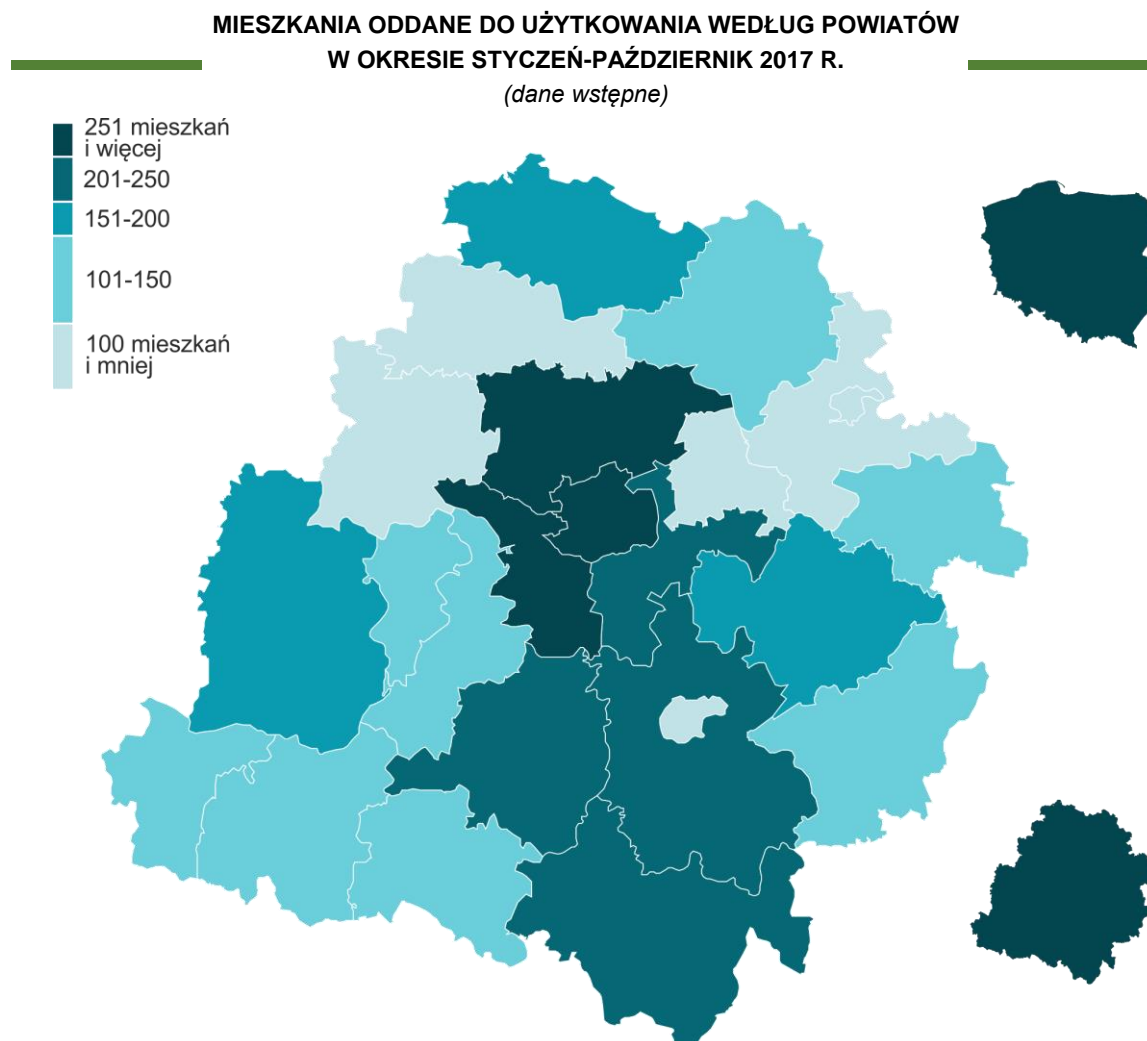 MIESZKANIA ODDANE DO UŻYTKOWANIA WEDŁUG POWIATÓW
W OKRESIE STYCZEŃ-PAŹDZIERNIK 2017 R.
(dane wstępne)
251 mieszkań
i więcej
201-250
151-200
101-150
100 mieszkań
i mniej